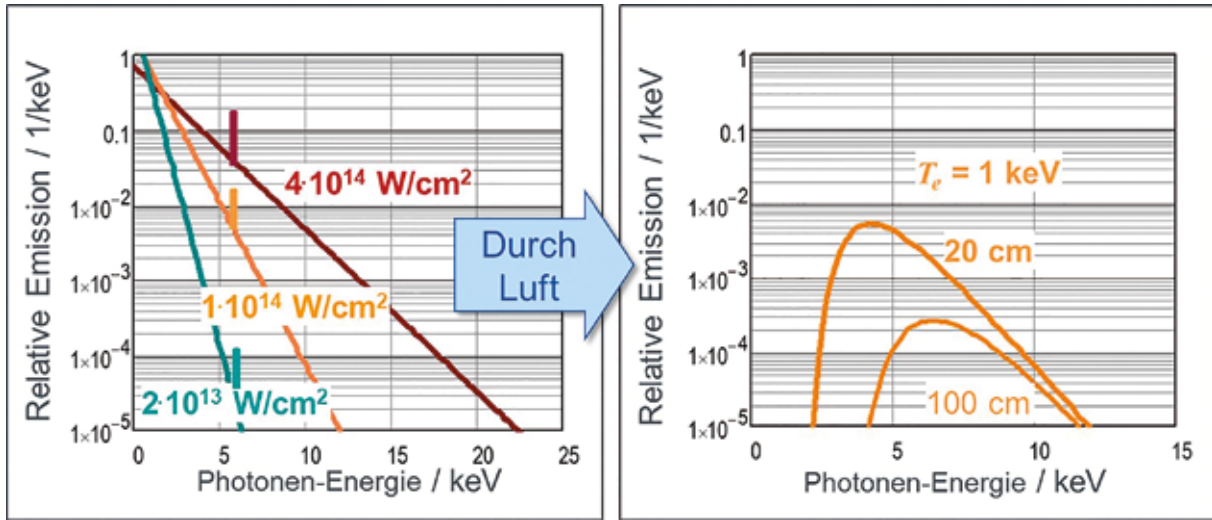 Relative Emission / 1/keV
1
0.1
1×10⁻²
1×10⁻³
1×10⁻⁴
1×10⁻⁵
4·10¹⁴ W/cm²
1·10¹⁴ W/cm²
2·10¹³ W/cm²
0 5 10 15 20 25
Photonen-Energie / keV
Durch
Luft
Relative Emission / 1/keV
1
0.1
1×10⁻²
1×10⁻³
1×10⁻⁴
1×10⁻⁵
Tₑ = 1 keV
20 cm
100 cm
0 5 10 15
Photonen-Energie / keV